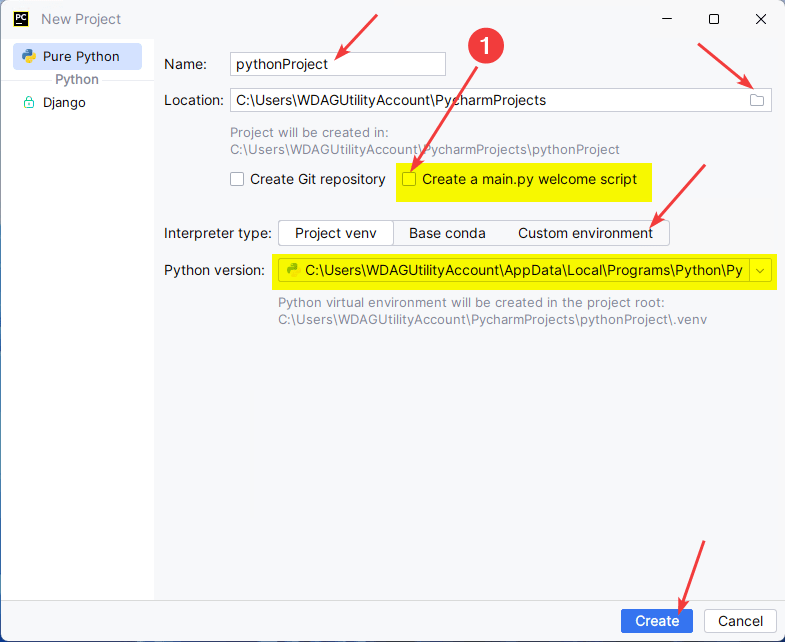 PC New Project
Pure Python
Python
Django
Name: pythonProject
1
Location: C:\Users\WDAGUtilityAccount\PycharmProjects
Project will be created in:
C:\Users\WDAGUtilityAccount\PycharmProjects\pythonProject
Create Git repository Create a main.py welcome script
Interpreter type: Project venv Base conda Custom environment
Python version: C:\Users\WDAGUtilityAccount\AppData\Local\Programs\Python\Py
Python virtual environment will be created in the project root:
C:\Users\WDAGUtilityAccount\PycharmProjects\pythonProject\.venv
Create Cancel